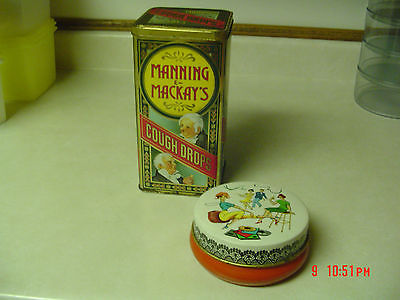 MANNING
&
MACKAY'S
COUGH DROPS
9 10:51PM